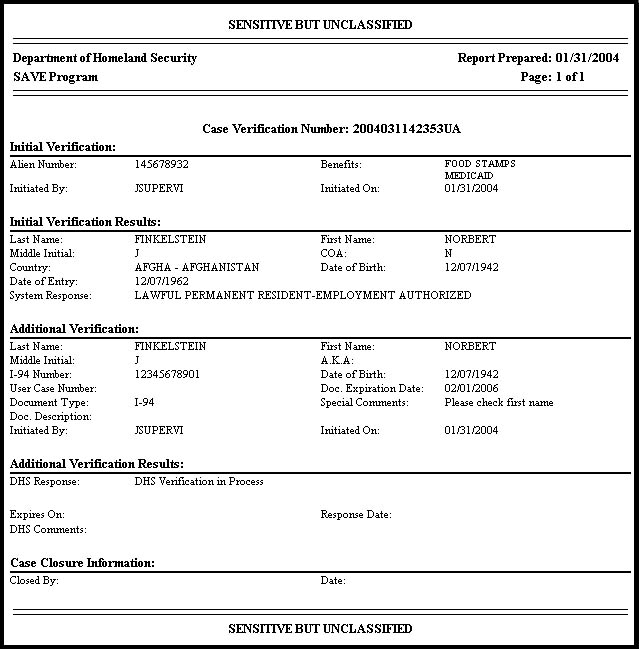 SENSITIVE BUT UNCLASSIFIED
Department of Homeland Security Report Prepared: 01/31/2004
SAVE Program Page: 1 of 1
Case Verification Number: 2004031142353UA
Initial Verification:
Alien Number: 145678932 Benefits: FOOD STAMPS
MEDICAID
Initiated By: JSUPERVI Initiated On: 01/31/2004
Initial Verification Results:
Last Name: FINKELSTEIN First Name: NORBERT
Middle Initial: J COA: N
Country: AFGHA - AFGHANISTAN Date of Birth: 12/07/1942
Date of Entry: 12/07/1962
System Response: LAWFUL PERMANENT RESIDENT-EMPLOYMENT AUTHORIZED
Additional Verification:
Last Name: FINKELSTEIN First Name: NORBERT
Middle Initial: J A.K.A:
I-94 Number: 12345678901 Date of Birth: 12/07/1942
User Case Number: Doc. Expiration Date: 02/01/2006
Document Type: I-94 Special Comments: Please check first name
Doc. Description:
Initiated By: JSUPERVI Initiated On: 01/31/2004
Additional Verification Results:
DHS Response: DHS Verification in Process
Expires On: Response Date:
DHS Comments:
Case Closure Information:
Closed By: Date:
SENSITIVE BUT UNCLASSIFIED